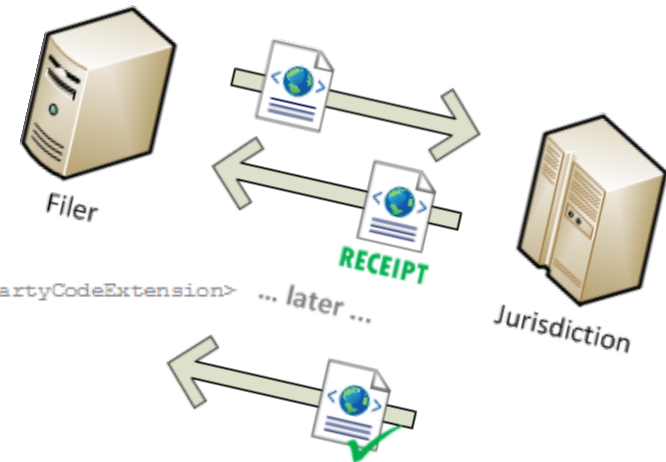 Filer
RECEIPT
artyCodeExtension>
... later ...
Jurisdiction